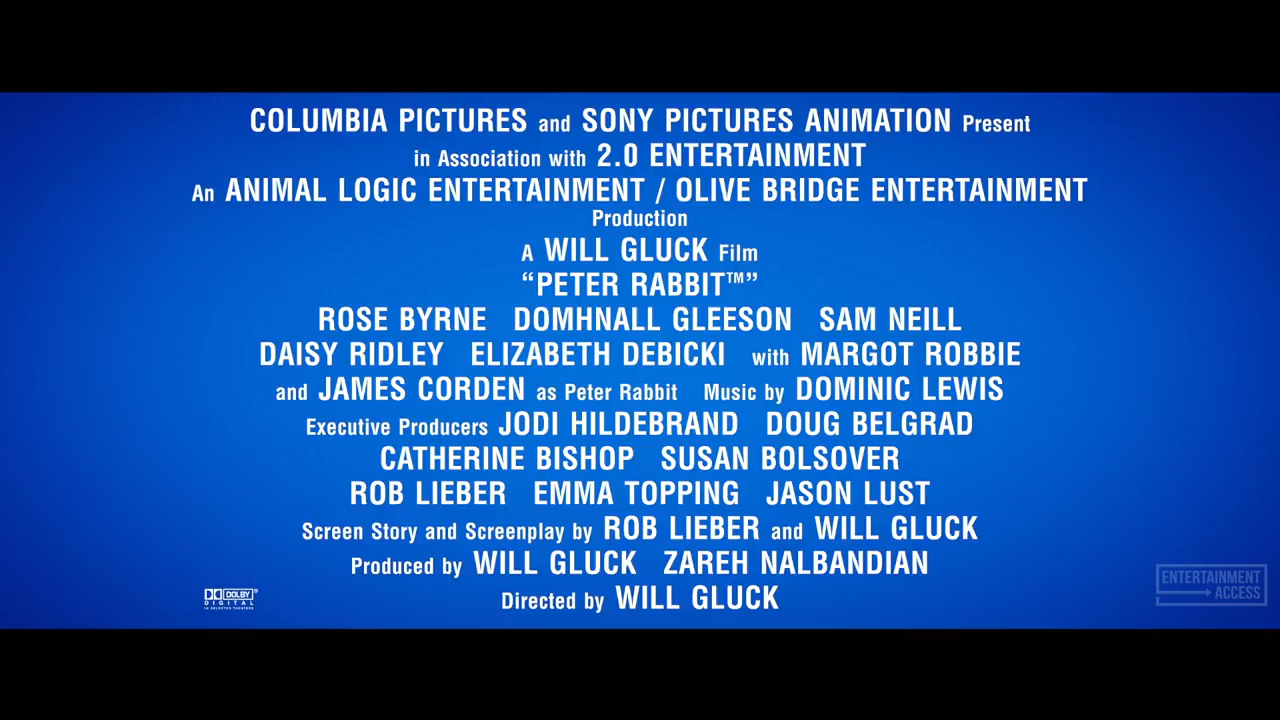 COLUMBIA PICTURES and SONY PICTURES ANIMATION Present
in Association with 2.0 ENTERTAINMENT
An ANIMAL LOGIC ENTERTAINMENT / OLIVE BRIDGE ENTERTAINMENT
Production
A WILL GLUCK Film
“PETER RABBIT™”
ROSE BYRNE DOMHNALL GLEESON SAM NEILL
DAISY RIDLEY ELIZABETH DEBICKI with MARGOT ROBBIE
and JAMES CORDEN as Peter Rabbit Music by DOMINIC LEWIS
Executive Producers JODI HILDEBRAND DOUG BELGRAD
CATHERINE BISHOP SUSAN BOLSOVER
ROB LIEBER EMMA TOPPING JASON LUST
Screen Story and Screenplay by ROB LIEBER and WILL GLUCK
Produced by WILL GLUCK ZAREH NALBANDIAN
Directed by WILL GLUCK
DOLBY®
DIGITAL
IN SELECTED THEATRES
ENTERTAINMENT
ACCESS